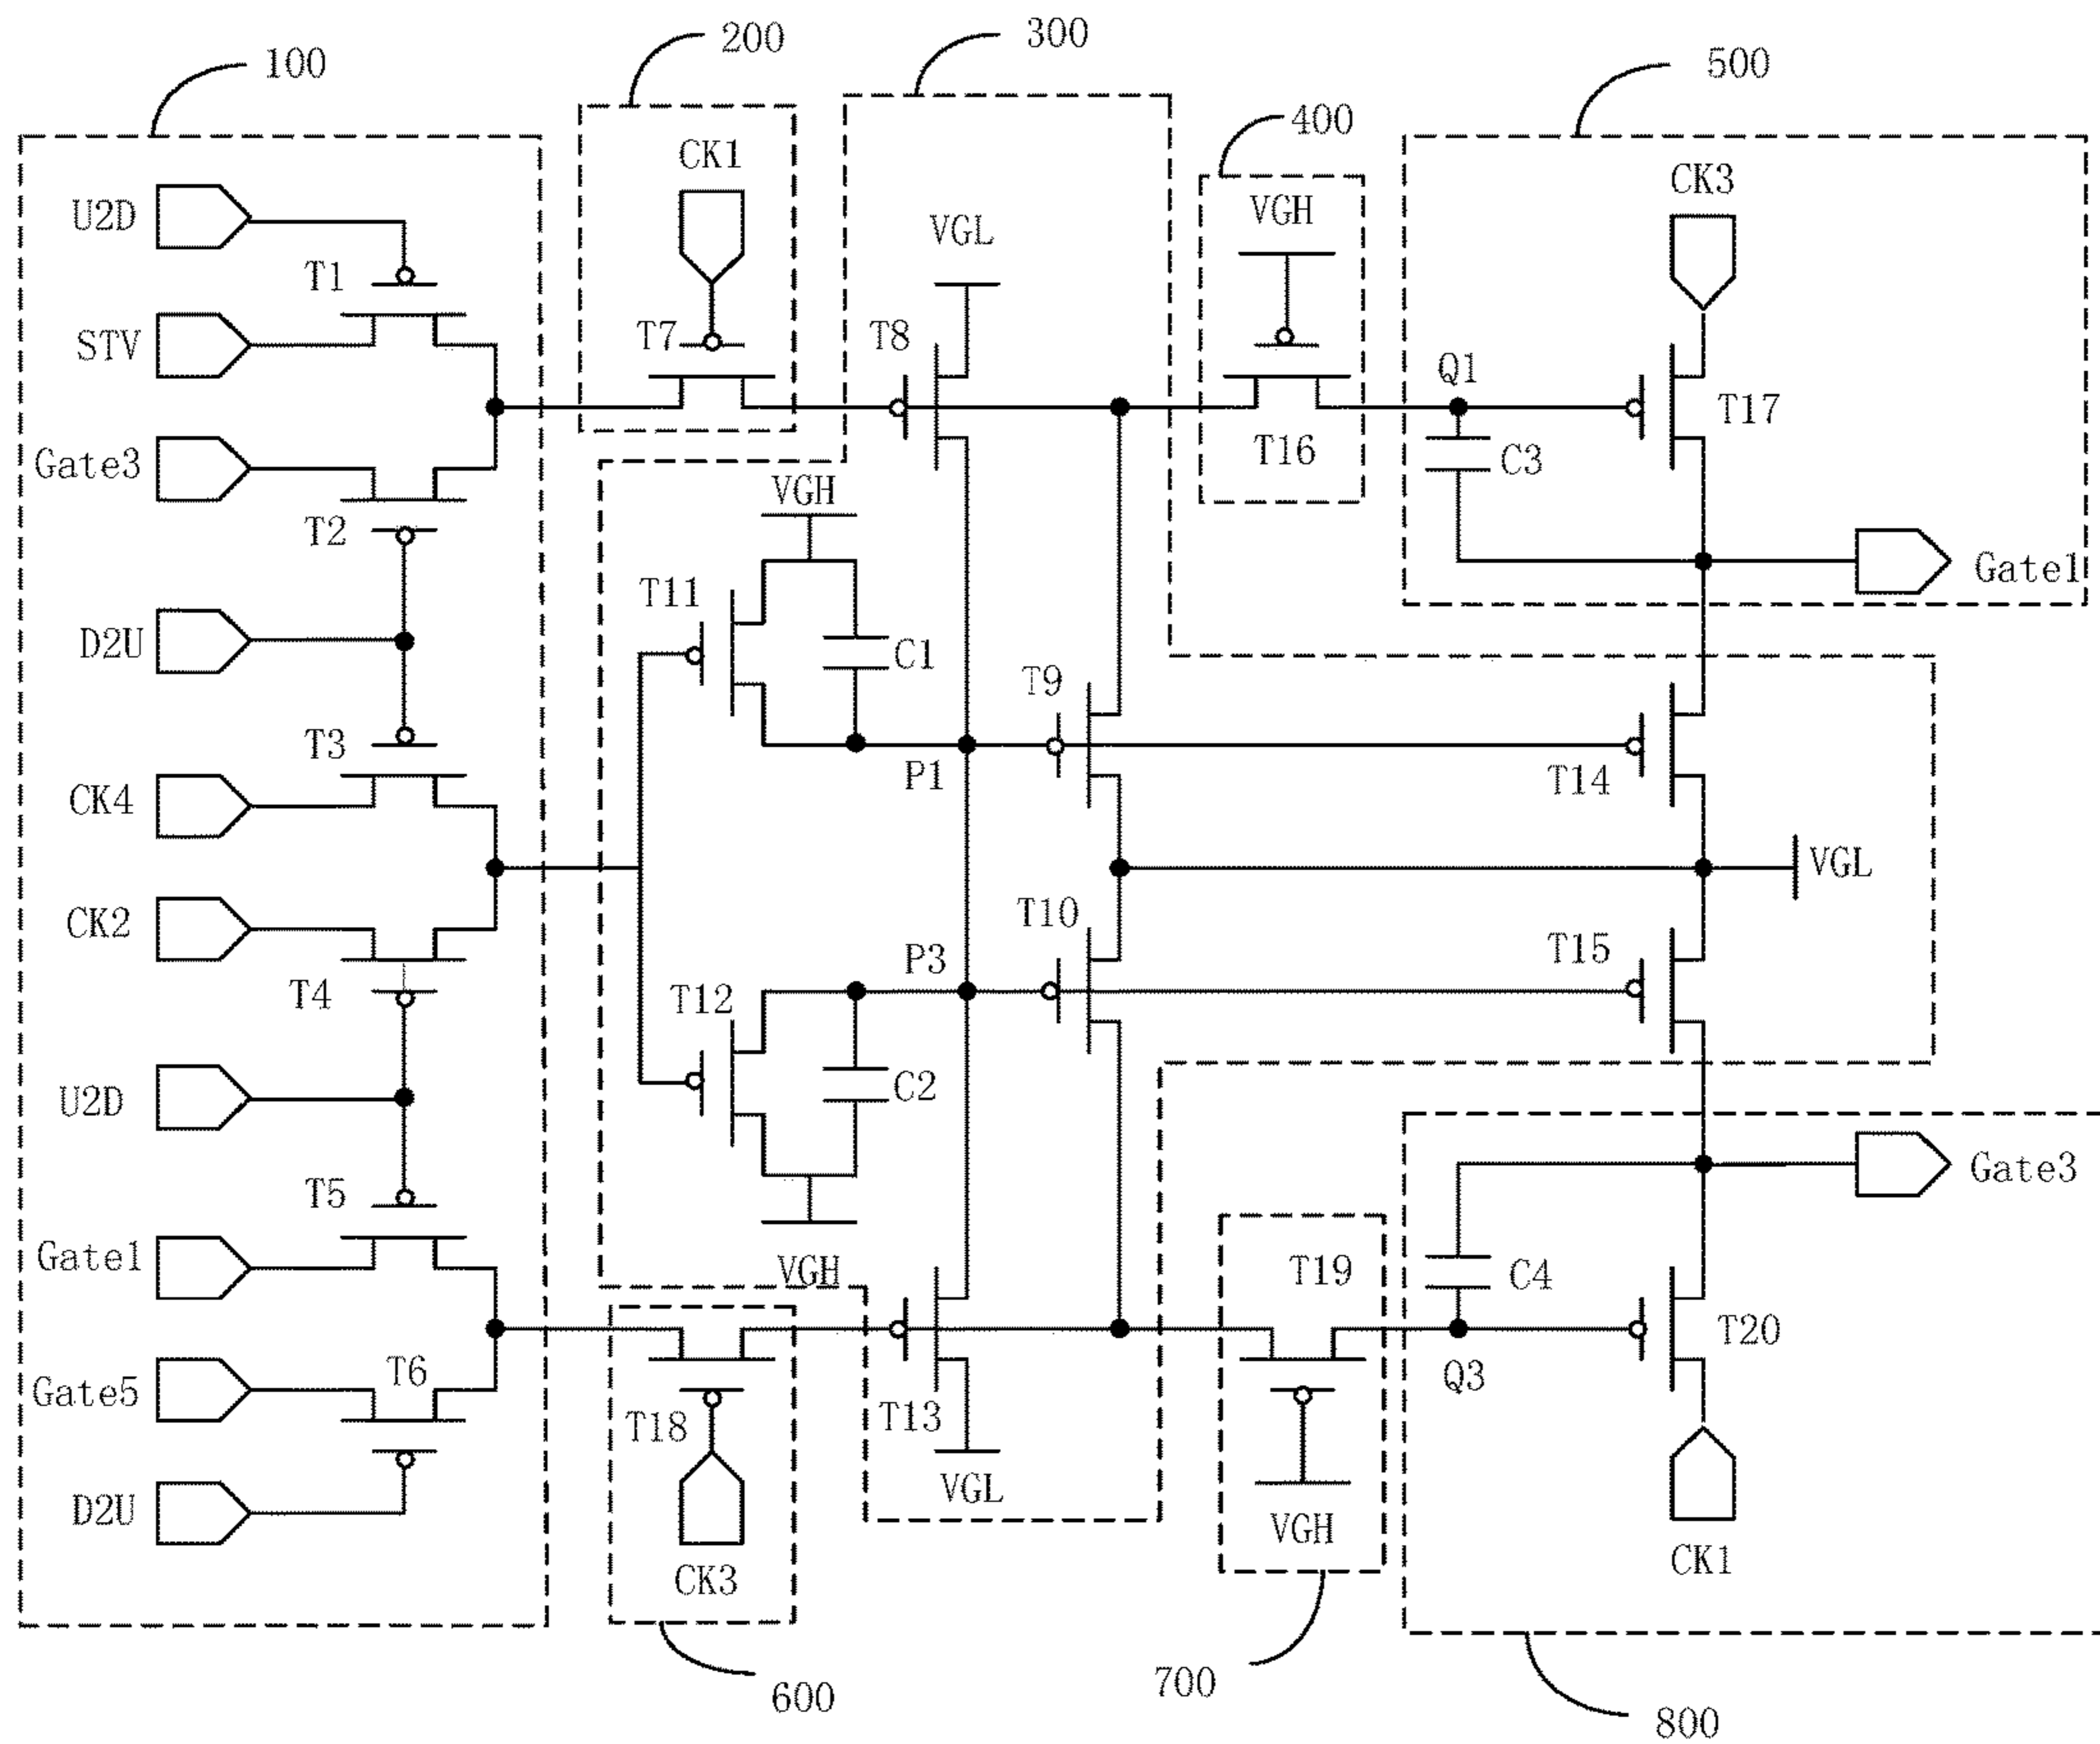 200
300
100
500
400
CK1
CK3
U2D
VGH
VGL
T1
T7
T8
STV
Q1
T17
Gate3
T16
C3
VGH
T2
T11
Gate1
D2U
C1
T9
T3
P1
T14
CK4
VGL
CK2
T10
T15
P3
T4
T12
C2
U2D
Gate3
T5
Gate1
VGH
T19
C4
T20
T6
Q3
Gate5
T18
T13
VGL
D2U
VGH
CK3
CK1
700
600
800